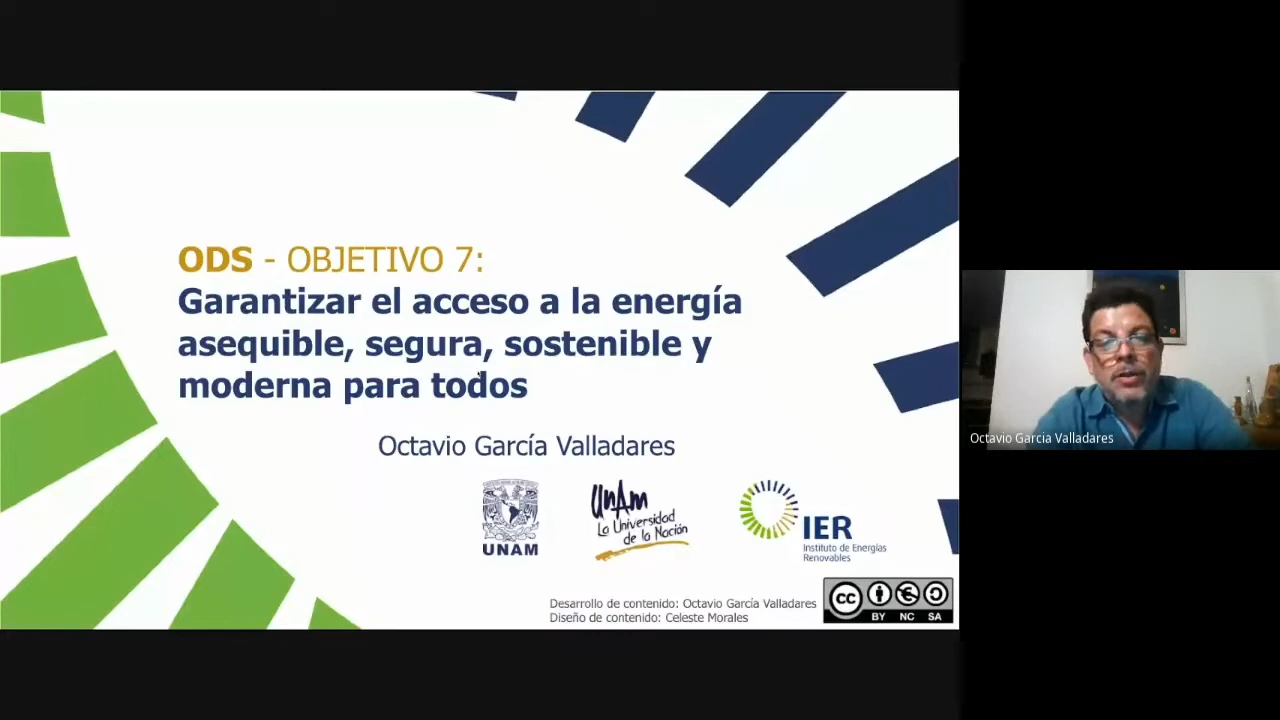 ODS - OBJETIVO 7:
Garantizar el acceso a la energía
asequible, segura, sostenible y
moderna para todos
Octavio García Valladares
UNAM
UnAm
La Universidad
de la Nación
IER
Instituto de Energías
Renovables
Desarrollo de contenido: Octavio García Valladares
Diseño de contenido: Celeste Morales
cc
BY NC SA
Octavio Garcia Valladares